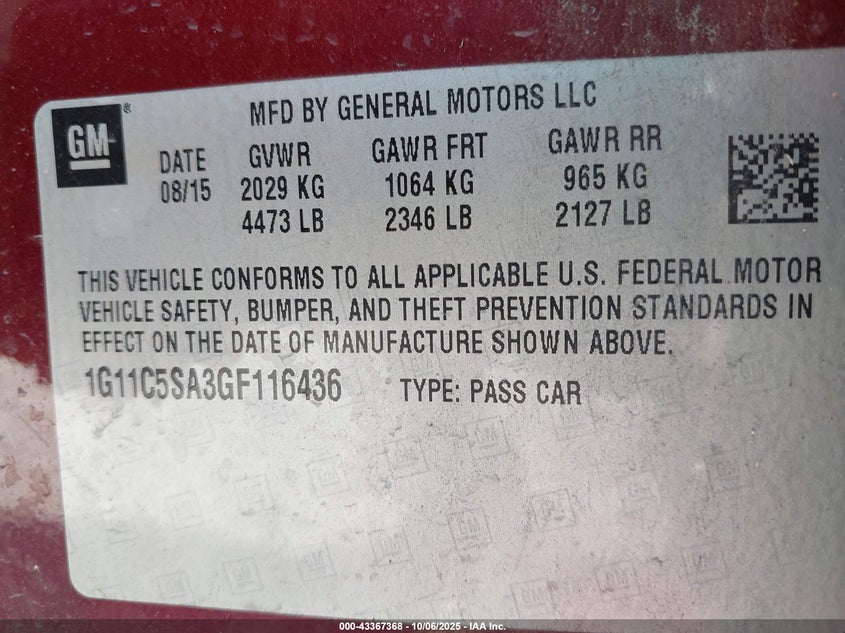 GM®
MFD BY GENERAL MOTORS LLC
DATE GVWR GAWR FRT GAWR RR
08/15 2029 KG 1064 KG 965 KG
4473 LB 2346 LB 2127 LB
THIS VEHICLE CONFORMS TO ALL APPLICABLE U.S. FEDERAL MOTOR
VEHICLE SAFETY, BUMPER, AND THEFT PREVENTION STANDARDS IN
EFFECT ON THE DATE OF MANUFACTURE SHOWN ABOVE.
1G11C5SA3GF116436 TYPE: PASS CAR
000-43367368 - 10/06/2025 - IAA Inc.